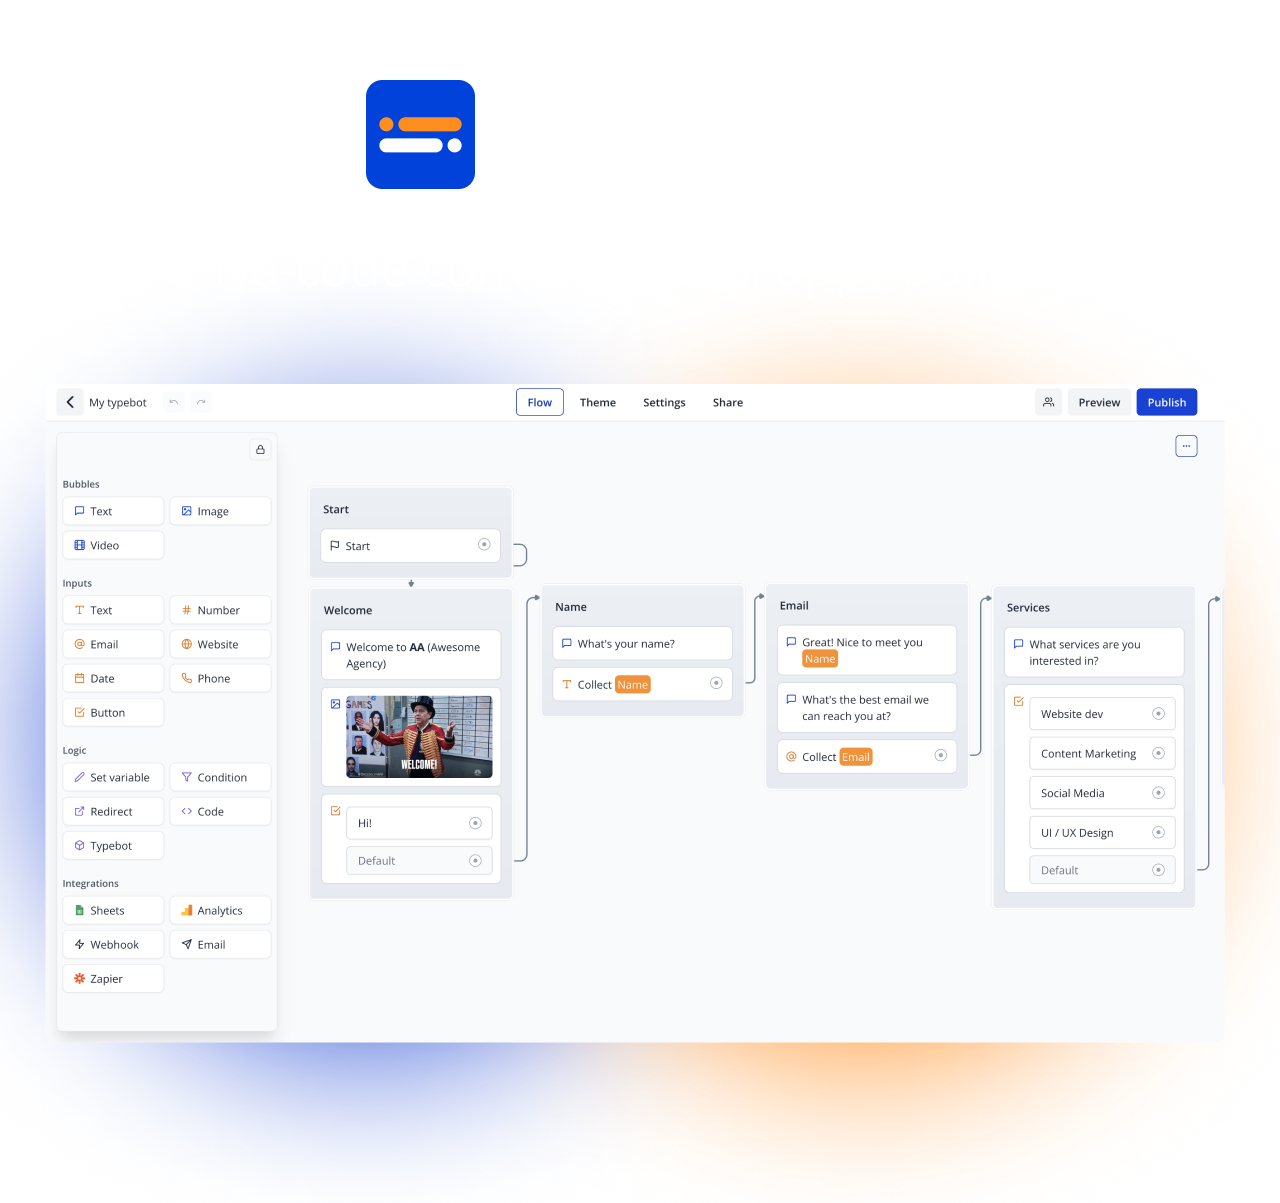 My typebot
Flow
Theme
Settings
Share
Preview
Publish
Bubbles
Text
Image
Video
Inputs
Text
Number
Email
Website
Date
Phone
Button
Logic
Set variable
Condition
Redirect
Code
Typebot
Integrations
Sheets
Analytics
Webhook
Email
Zapier
Start
Start
Welcome
Welcome to AA (Awesome
Agency)
GAMES
WELCOME!
Hi!
Default
Name
What's your name?
Collect Name
Email
Great! Nice to meet you
Name
What's the best email we
can reach you at?
Collect Email
Services
What services are you
interested in?
Website dev
Content Marketing
Social Media
UI / UX Design
Default